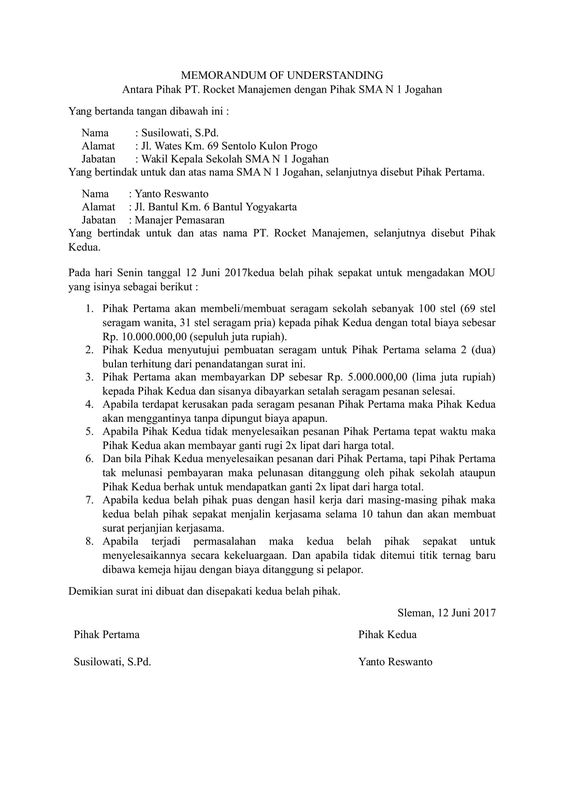 MEMORANDUM OF UNDERSTANDING
Antara Pihak PT. Rocket Manajemen dengan Pihak SMA N 1 Jogahan
Yang bertanda tangan dibawah ini :
Nama : Susilowati, S.Pd.
Alamat : Jl. Wates Km. 69 Sentolo Kulon Progo
Jabatan : Wakil Kepala Sekolah SMA N 1 Jogahan
Yang bertindak untuk dan atas nama SMA N 1 Jogahan, selanjutnya disebut Pihak Pertama.
Nama : Yanto Reswanto
Alamat : Jl. Bantul Km. 6 Bantul Yogyakarta
Jabatan : Manajer Pemasaran
Yang bertindak untuk dan atas nama PT. Rocket Manajemen, selanjutnya disebut Pihak
Kedua.
Pada hari Senin tanggal 12 Juni 2017kedua belah pihak sepakat untuk mengadakan MOU
yang isinya sebagai berikut :
1. Pihak Pertama akan membeli/membuat seragam sekolah sebanyak 100 stel (69 stel
seragam wanita, 31 stel seragam pria) kepada pihak Kedua dengan total biaya sebesar
Rp. 10.000.000,00 (sepuluh juta rupiah).
2. Pihak Kedua menyutujui pembuatan seragam untuk Pihak Pertama selama 2 (dua)
bulan terhitung dari penandatangan surat ini.
3. Pihak Pertama akan membayarkan DP sebesar Rp. 5.000.000,00 (lima juta rupiah)
kepada Pihak Kedua dan sisanya dibayarkan setalah seragam pesanan selesai.
4. Apabila terdapat kerusakan pada seragam pesanan Pihak Pertama maka Pihak Kedua
akan menggantinya tanpa dipungut biaya apapun.
5. Apabila Pihak Kedua tidak menyelesaikan pesanan Pihak Pertama tepat waktu maka
Pihak Kedua akan membayar ganti rugi 2x lipat dari harga total.
6. Dan bila Pihak Kedua menyelesaikan pesanan dari Pihak Pertama, tapi Pihak Pertama
tak melunasi pembayaran maka pelunasan ditanggung oleh pihak sekolah ataupun
Pihak Kedua berhak untuk mendapatkan ganti 2x lipat dari harga total.
7. Apabila kedua belah pihak puas dengan hasil kerja dari masing-masing pihak maka
kedua belah pihak sepakat menjalin kerjasama selama 10 tahun dan akan membuat
surat perjanjian kerjasama.
8. Apabila terjadi permasalahan maka kedua belah pihak sepakat untuk
menyelesaikannya secara kekeluargaan. Dan apabila tidak ditemui titik ternag baru
dibawa kemeja hijau dengan biaya ditanggung si pelapor.
Demikian surat ini dibuat dan disepakati kedua belah pihak.
Sleman, 12 Juni 2017
Pihak Pertama Pihak Kedua
Susilowati, S.Pd. Yanto Reswanto